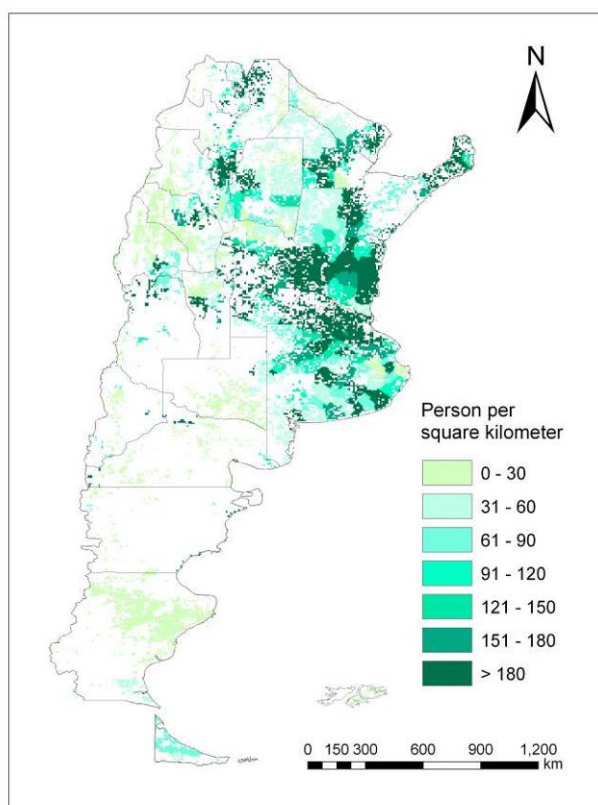 N
Person per
square kilometer
0 - 30
31 - 60
61 - 90
91 - 120
121 - 150
151 - 180
> 180
0 150 300 600 900 1,200
km